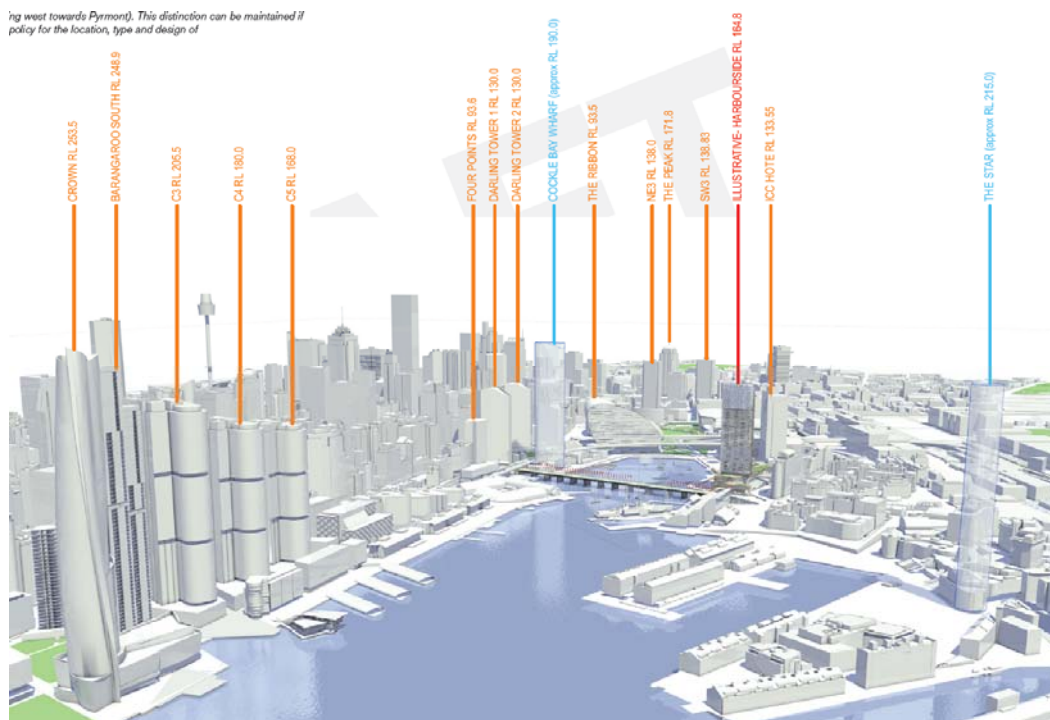 ing west towards Pyrmont). This distinction can be maintained if
policy for the location, type and design of
CROWN RL 253.5
BARANGAROO SOUTH RL 248.9
C3 RL 205.5
C4 RL 180.0
C5 RL 168.0
FOUR POINTS RL 93.6
DARLING TOWER 1 RL 130.0
DARLING TOWER 2 RL 130.0
COCKLE BAY WHARF (approx RL 190.0)
THE RIBBON RL 93.5
NE3 RL 138.0
THE PEAK RL 171.8
SW3 RL 138.83
ILLUSTRATIVE- HARBOURSIDE RL 164.8
ICC HOTE RL 133.55
THE STAR (approx RL 215.0)